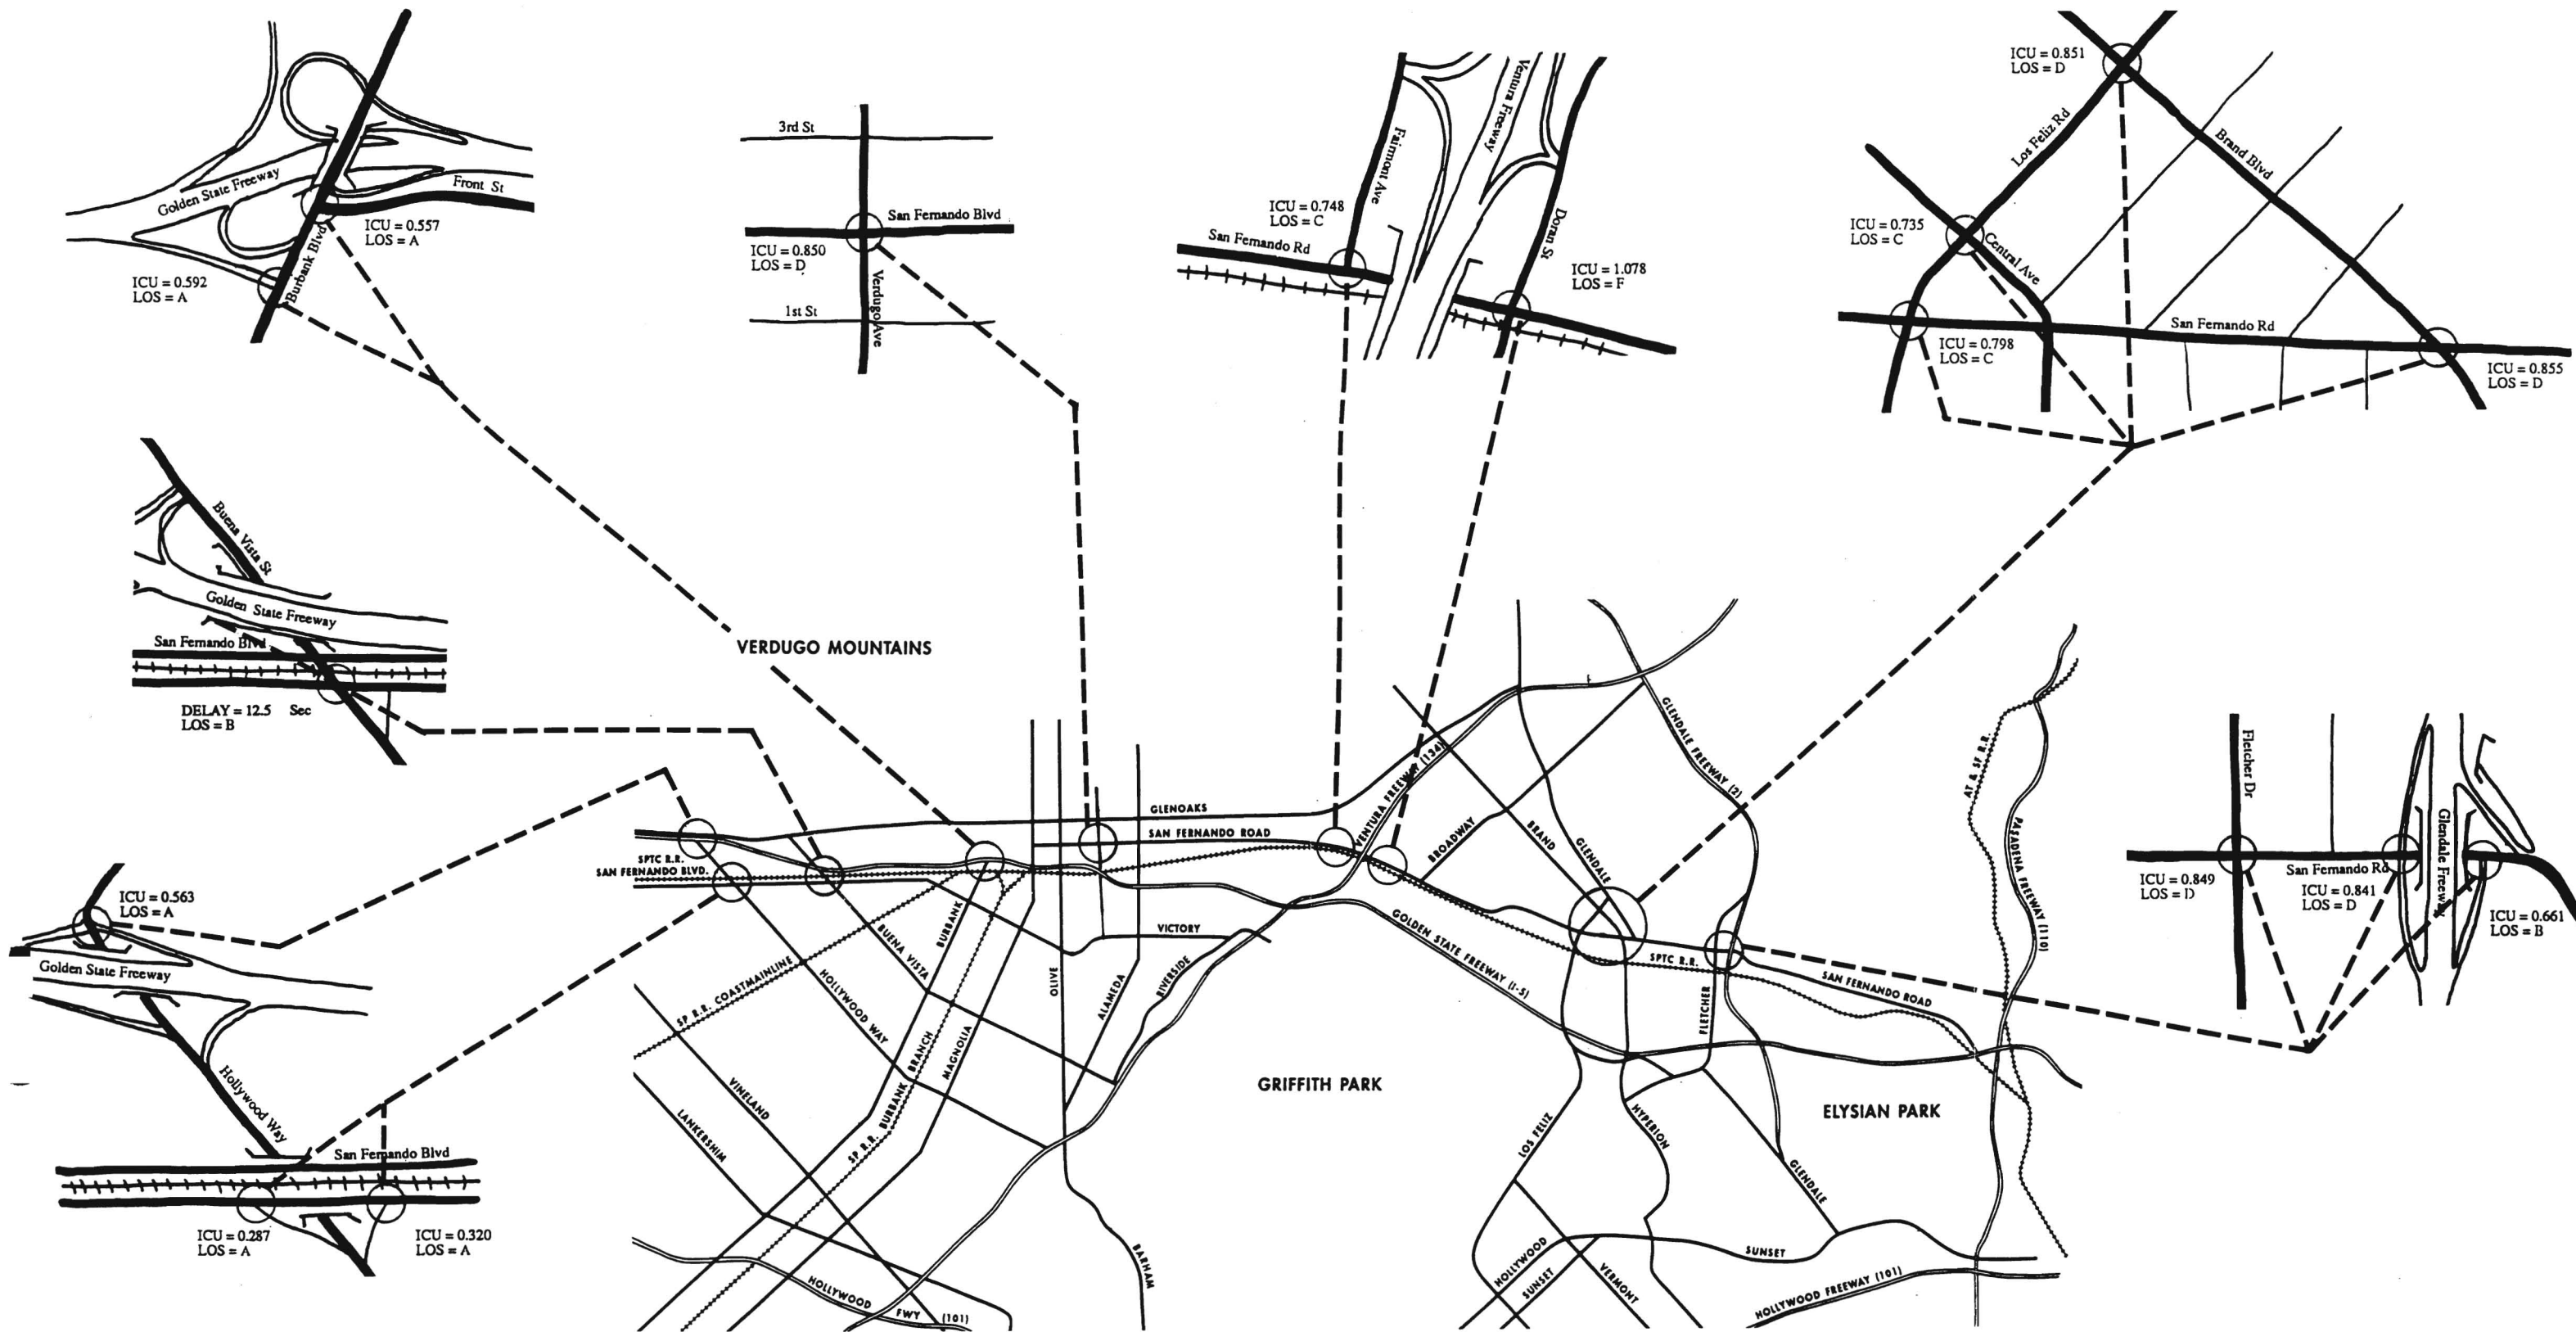 Golden State Freeway
Front St
Burbank Blvd
ICU = 0.557
LOS = A
ICU = 0.592
LOS = A
3rd St
San Fernando Blvd
ICU = 0.850
LOS = D
Verdugo Ave
1st St
Ventura Freeway
Fairmont Ave
Doran St
ICU = 0.748
LOS = C
San Fernando Rd
ICU = 1.078
LOS = F
ICU = 0.851
LOS = D
Los Feliz Rd
Brand Blvd
ICU = 0.735
LOS = C
Central Ave
San Fernando Rd
ICU = 0.798
LOS = C
ICU = 0.855
LOS = D
Buena Vista St
Golden State Freeway
San Fernando Blvd
DELAY = 12.5 Sec
LOS = B
VERDUGO MOUNTAINS
ICU = 0.563
LOS = A
Golden State Freeway
Hollywood Way
San Fernando Blvd
ICU = 0.287
LOS = A
ICU = 0.320
LOS = A
Fletcher Dr
Glendale Freeway
San Fernando Rd
ICU = 0.849
LOS = D
ICU = 0.841
LOS = D
ICU = 0.661
LOS = B
GLENOAKS
SAN FERNANDO ROAD
SPTC R.R.
SAN FERNANDO BLVD.
VENTURA FREEWAY (134)
BROADWAY
BRAND
GLENDALE
GLENDALE FREEWAY (2)
AT & SF R.R.
PASADENA FREEWAY (110)
BURBANK
BUENA VISTA
HOLLYWOOD WAY
SP R.R. COASTMAINLINE
VICTORY
OLIVE
ALAMEDA
RIVERSIDE
GOLDEN STATE FREEWAY (I-5)
SPTC R.R.
SAN FERNANDO ROAD
FLETCHER
MAGNOLIA
SP R.R. BURBANK BRANCH
VINELAND
LANKERSHIM
GRIFFITH PARK
ELYSIAN PARK
LOS FELIZ
HYPERION
GLENDALE
BARHAM
HOLLYWOOD FWY (101)
HOLLYWOOD
SUNSET
VERMONT
SUNSET
HOLLYWOOD FREEWAY (101)